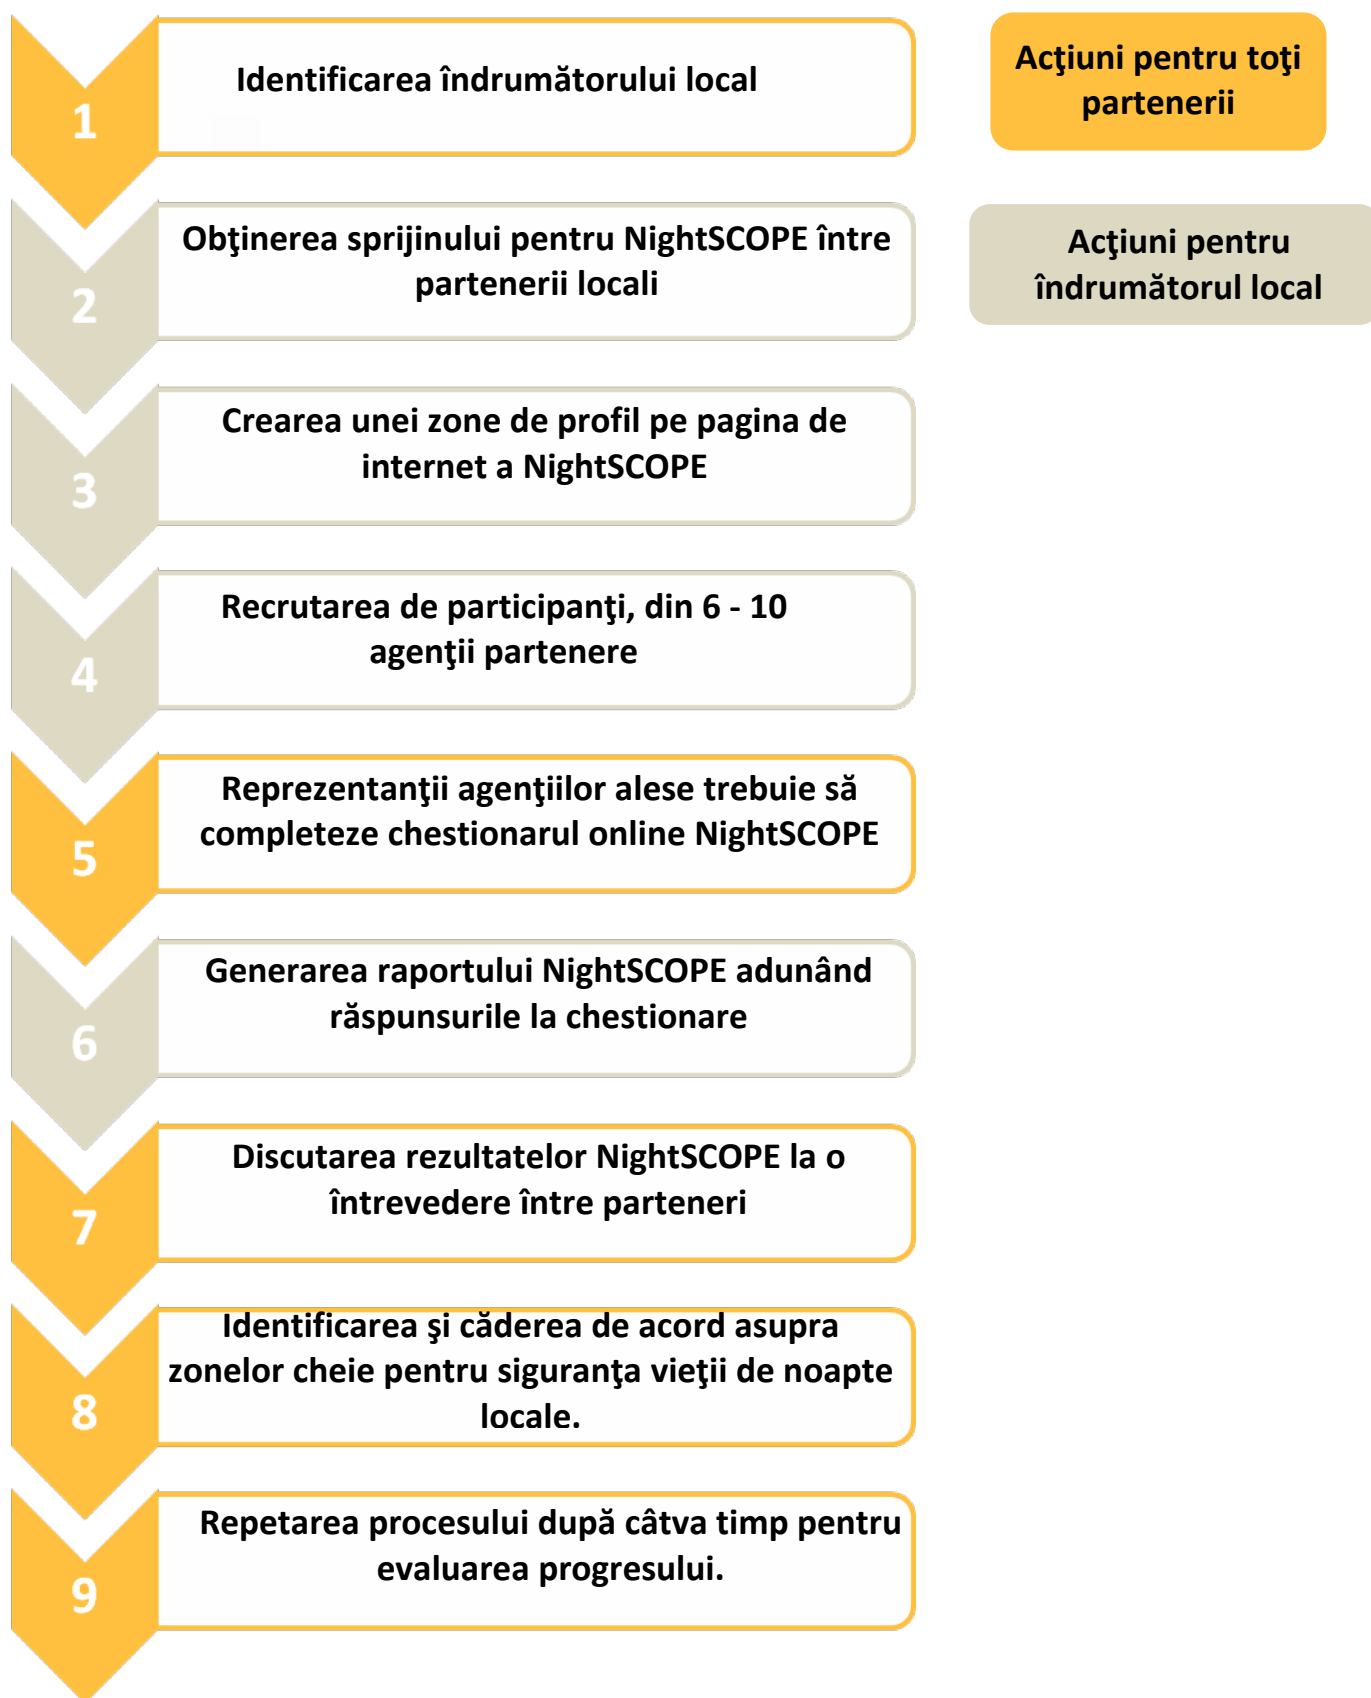 1
Identificarea îndrumătorului local
Acţiuni pentru toţi
partenerii
2
Obţinerea sprijinului pentru NightSCOPE între
partenerii locali
Acţiuni pentru
îndrumătorul local
3
Crearea unei zone de profil pe pagina de
internet a NightSCOPE
4
Recrutarea de participanţi, din 6 - 10
agenţii partenere
5
Reprezentanţii agenţiilor alese trebuie să
completeze chestionarul online NightSCOPE
6
Generarea raportului NightSCOPE adunând
răspunsurile la chestionare
7
Discutarea rezultatelor NightSCOPE la o
întrevedere între parteneri
8
Identificarea şi căderea de acord asupra
zonelor cheie pentru siguranţa vieţii de noapte
locale.
9
Repetarea procesului după câtva timp pentru
evaluarea progresului.